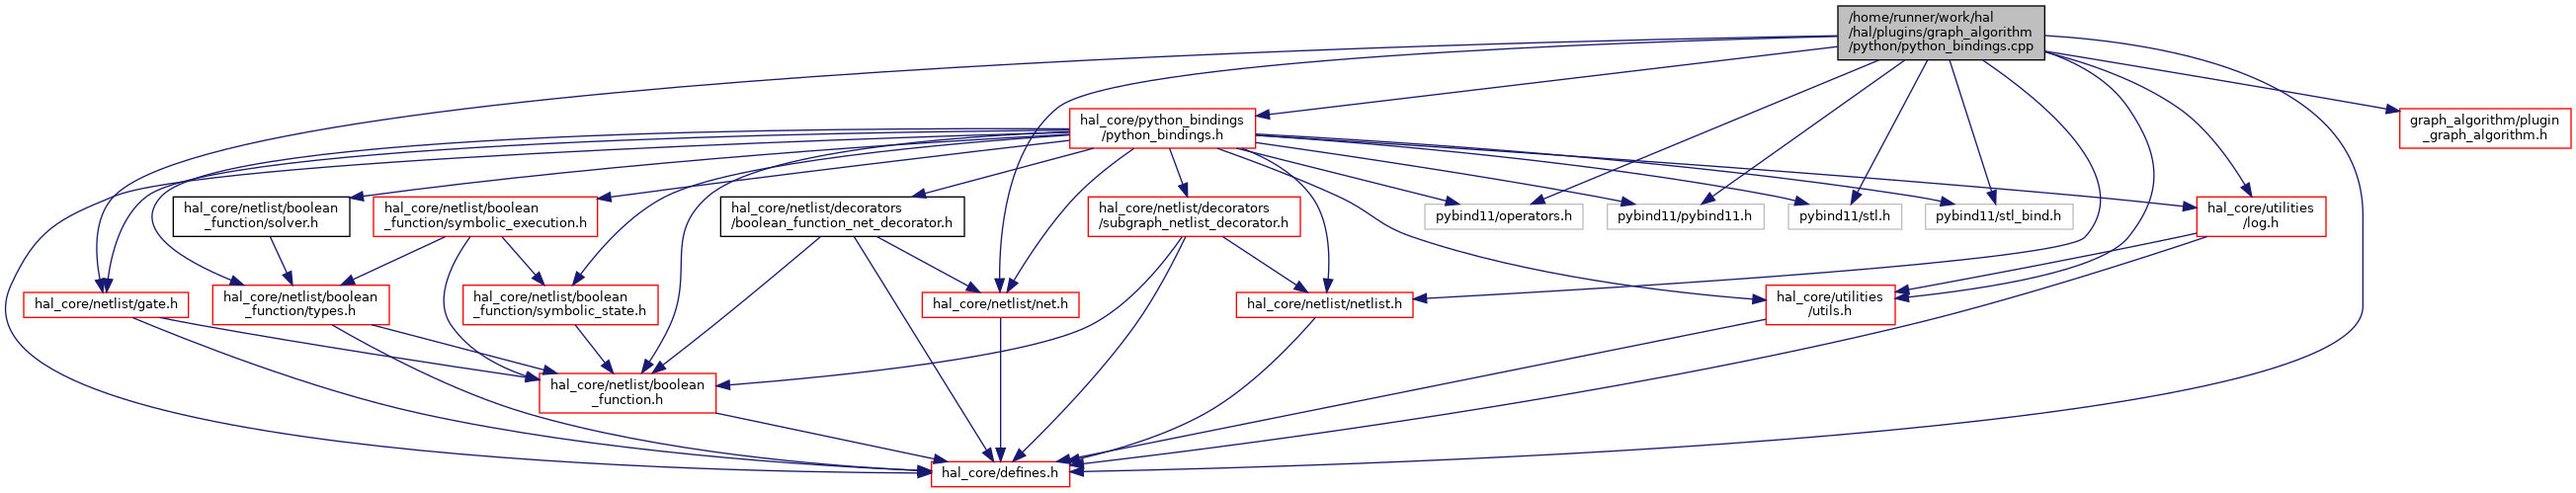 /home/runner/work/hal
/hal/plugins/graph_algorithm
/python/python_bindings.cpp
hal_core/python_bindings
/python_bindings.h
graph_algorithm/plugin
_graph_algorithm.h
hal_core/netlist/boolean
_function/solver.h
hal_core/netlist/boolean
_function/symbolic_execution.h
hal_core/netlist/decorators
/boolean_function_net_decorator.h
hal_core/netlist/decorators
/subgraph_netlist_decorator.h
pybind11/operators.h
pybind11/pybind11.h
pybind11/stl.h
pybind11/stl_bind.h
hal_core/utilities
/log.h
hal_core/netlist/gate.h
hal_core/netlist/boolean
_function/types.h
hal_core/netlist/boolean
_function/symbolic_state.h
hal_core/netlist/net.h
hal_core/netlist/netlist.h
hal_core/utilities
/utils.h
hal_core/netlist/boolean
_function.h
hal_core/defines.h